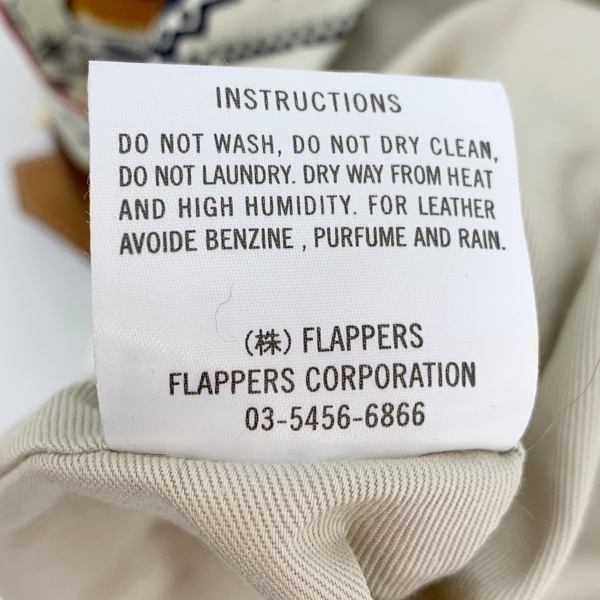 INSTRUCTIONS
DO NOT WASH, DO NOT DRY CLEAN,
DO NOT LAUNDRY. DRY WAY FROM HEAT
AND HIGH HUMIDITY. FOR LEATHER
AVOIDE BENZINE , PURFUME AND RAIN.
(株) FLAPPERS
FLAPPERS CORPORATION
03-5456-6866